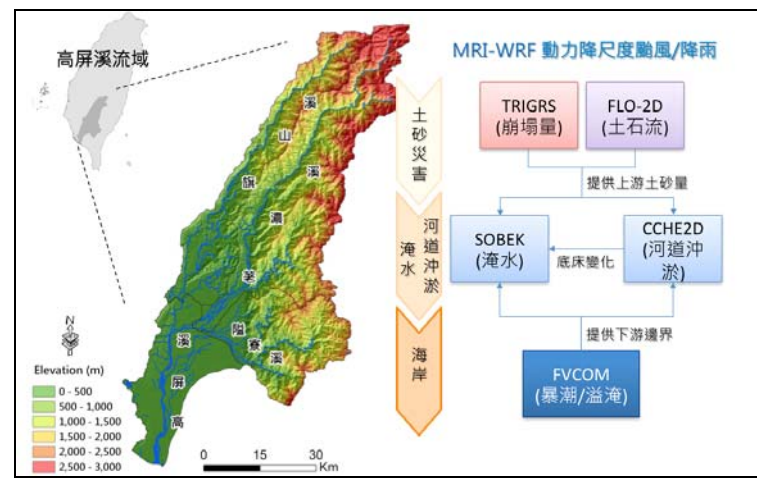 高屏溪流域
旗山溪
荖濃溪
隘寮溪
高屏溪
N
Elevation (m)
0 - 500
500 - 1,000
1,000 - 1,500
1,500 - 2,000
2,000 - 2,500
2,500 - 3,000
0 15 30
Km
土砂災害
河道沖淤
淹水
海岸
MRI-WRF 動力降尺度颱風/降雨
TRIGRS
(崩塌量)
FLO-2D
(土石流)
提供上游土砂量
SOBEK
(淹水)
底床變化
CCHE2D
(河道沖
淤)
提供下游邊界
FVCOM
(暴潮/溢淹)